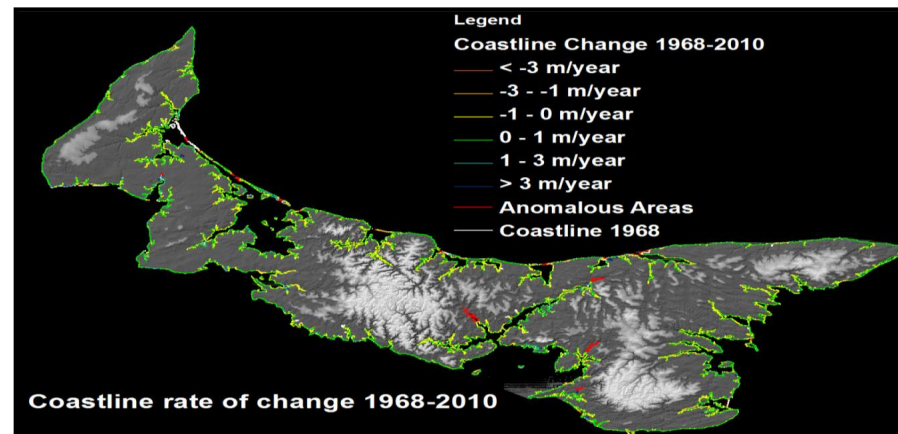 Legend
Coastline Change 1968-2010
< -3 m/year
-3 - -1 m/year
-1 - 0 m/year
0 - 1 m/year
1 - 3 m/year
> 3 m/year
Anomalous Areas
Coastline 1968
Coastline rate of change 1968-2010